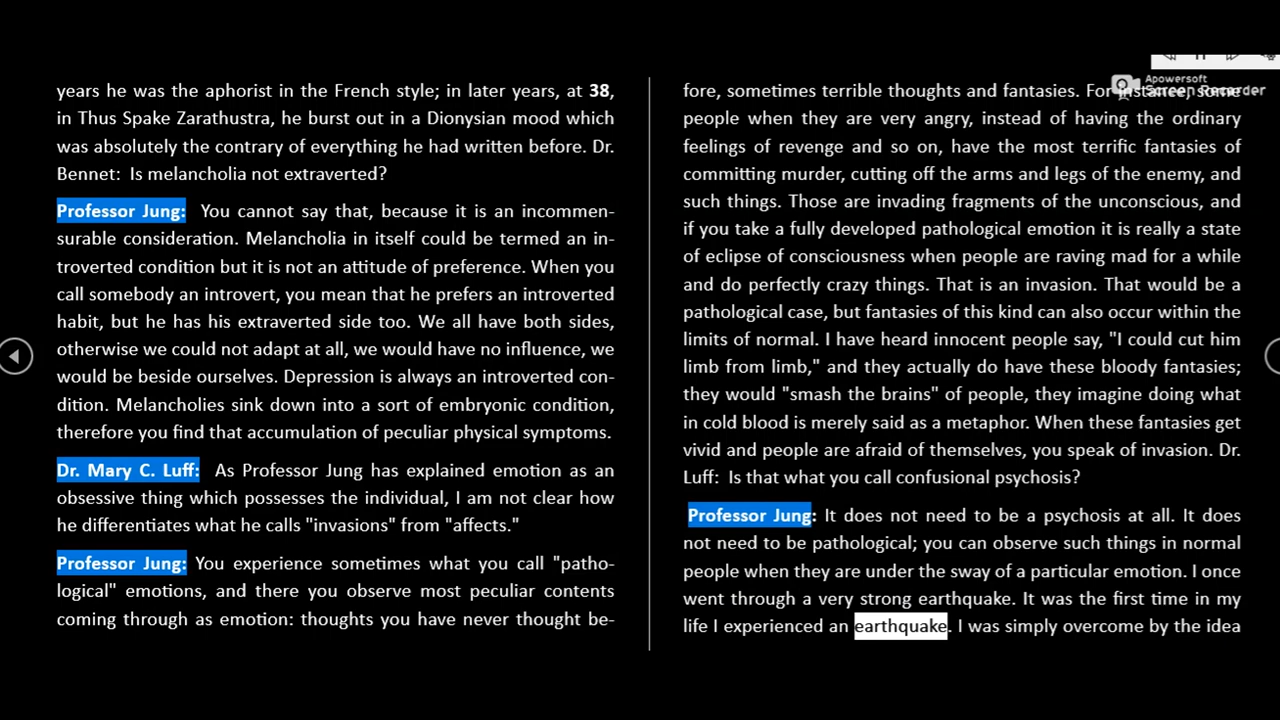 years he was the aphorist in the French style; in later years, at 38,
in Thus Spake Zarathustra, he burst out in a Dionysian mood which
was absolutely the contrary of everything he had written before. Dr.
Bennet: Is melancholia not extraverted?
Professor Jung: You cannot say that, because it is an incommen-
surable consideration. Melancholia in itself could be termed an in-
troverted condition but it is not an attitude of preference. When you
call somebody an introvert, you mean that he prefers an introverted
habit, but he has his extraverted side too. We all have both sides,
otherwise we could not adapt at all, we would have no influence, we
would be beside ourselves. Depression is always an introverted con-
dition. Melancholies sink down into a sort of embryonic condition,
therefore you find that accumulation of peculiar physical symptoms.
Dr. Mary C. Luff: As Professor Jung has explained emotion as an
obsessive thing which possesses the individual, I am not clear how
he differentiates what he calls "invasions" from "affects."
Professor Jung: You experience sometimes what you call "patho-
logical" emotions, and there you observe most peculiar contents
coming through as emotion: thoughts you have never thought be-
fore, sometimes terrible thoughts and fantasies. For instance, some
people when they are very angry, instead of having the ordinary
feelings of revenge and so on, have the most terrific fantasies of
committing murder, cutting off the arms and legs of the enemy, and
such things. Those are invading fragments of the unconscious, and
if you take a fully developed pathological emotion it is really a state
of eclipse of consciousness when people are raving mad for a while
and do perfectly crazy things. That is an invasion. That would be a
pathological case, but fantasies of this kind can also occur within the
limits of normal. I have heard innocent people say, "I could cut him
limb from limb," and they actually do have these bloody fantasies;
they would "smash the brains" of people, they imagine doing what
in cold blood is merely said as a metaphor. When these fantasies get
vivid and people are afraid of themselves, you speak of invasion. Dr.
Luff: Is that what you call confusional psychosis?
Professor Jung: It does not need to be a psychosis at all. It does
not need to be pathological; you can observe such things in normal
people when they are under the sway of a particular emotion. I once
went through a very strong earthquake. It was the first time in my
life I experienced an earthquake. I was simply overcome by the idea
Apowersoft
Screen Recorder